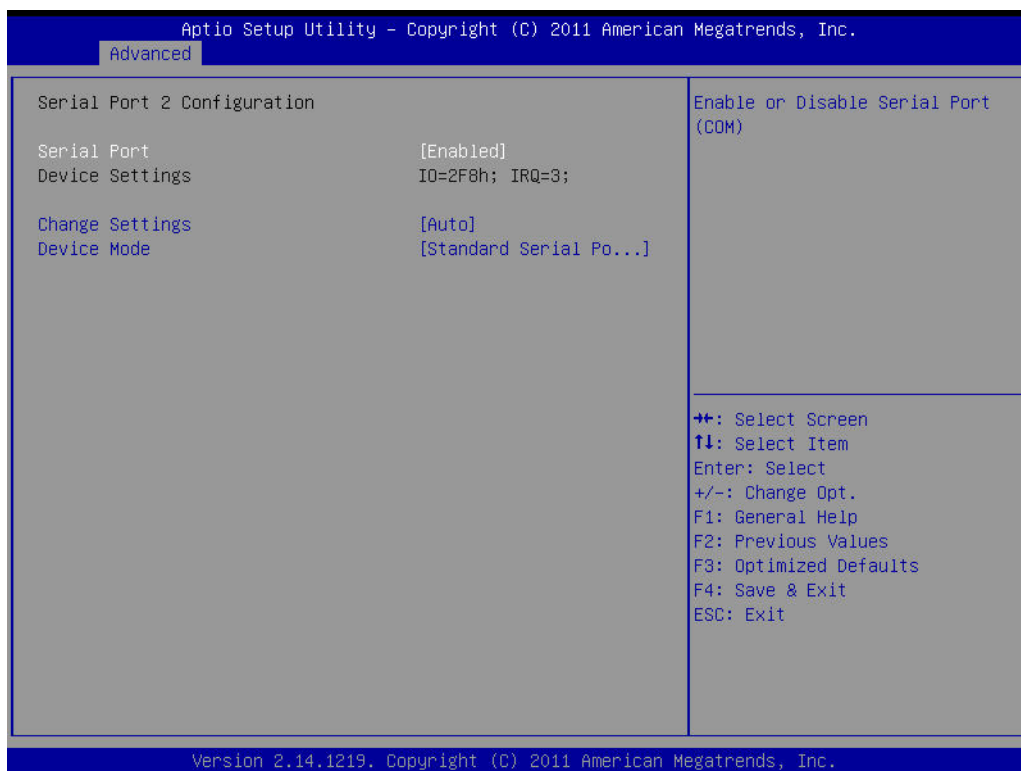 Aptio Setup Utility – Copyright (C) 2011 American Megatrends, Inc.
Advanced
Serial Port 2 Configuration
Serial Port [Enabled]
Device Settings IO=2F8h; IRQ=3;
Change Settings [Auto]
Device Mode [Standard Serial Po...]
Enable or Disable Serial Port
(COM)
→←: Select Screen
↑↓: Select Item
Enter: Select
+/-: Change Opt.
F1: General Help
F2: Previous Values
F3: Optimized Defaults
F4: Save & Exit
ESC: Exit
Version 2.14.1219. Copyright (C) 2011 American Megatrends, Inc.